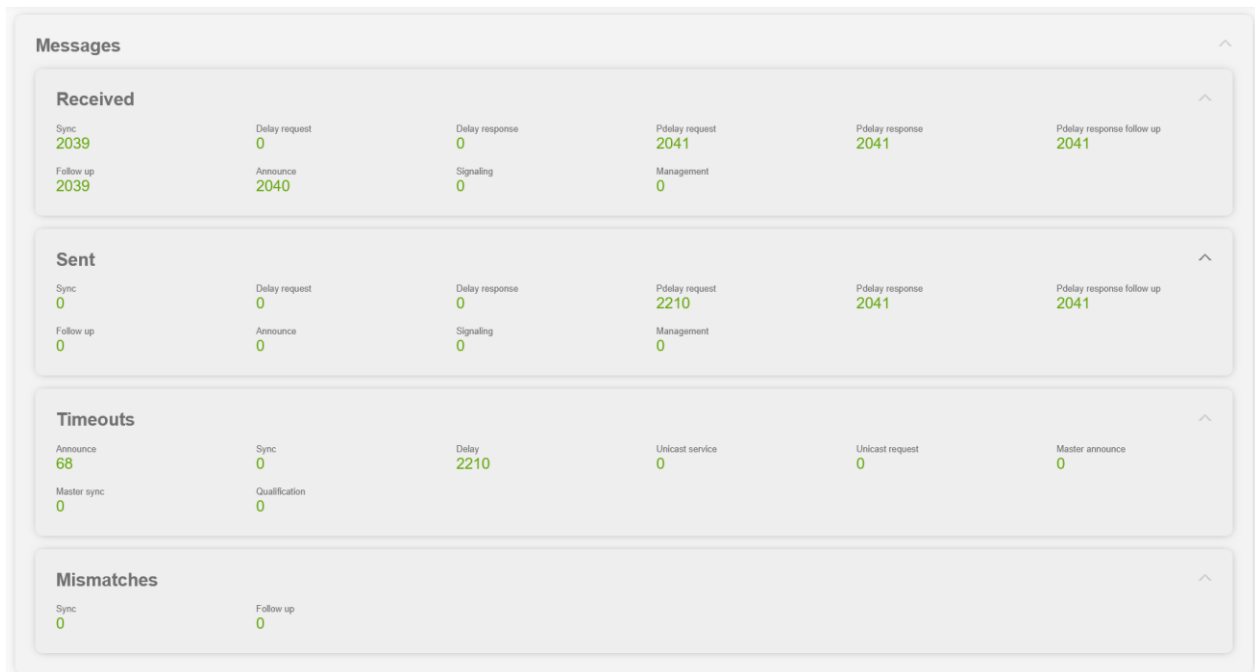 Messages
Received
Sync Delay request Delay response Pdelay request Pdelay response Pdelay response follow up
2039 0 0 2041 2041 2041
Follow up Announce Signaling Management
2039 2040 0 0
Sent
Sync Delay request Delay response Pdelay request Pdelay response Pdelay response follow up
0 0 0 2210 2041 2041
Follow up Announce Signaling Management
0 0 0 0
Timeouts
Announce Sync Delay Unicast service Unicast request Master announce
68 0 2210 0 0 0
Master sync Qualification
0 0
Mismatches
Sync Follow up
0 0